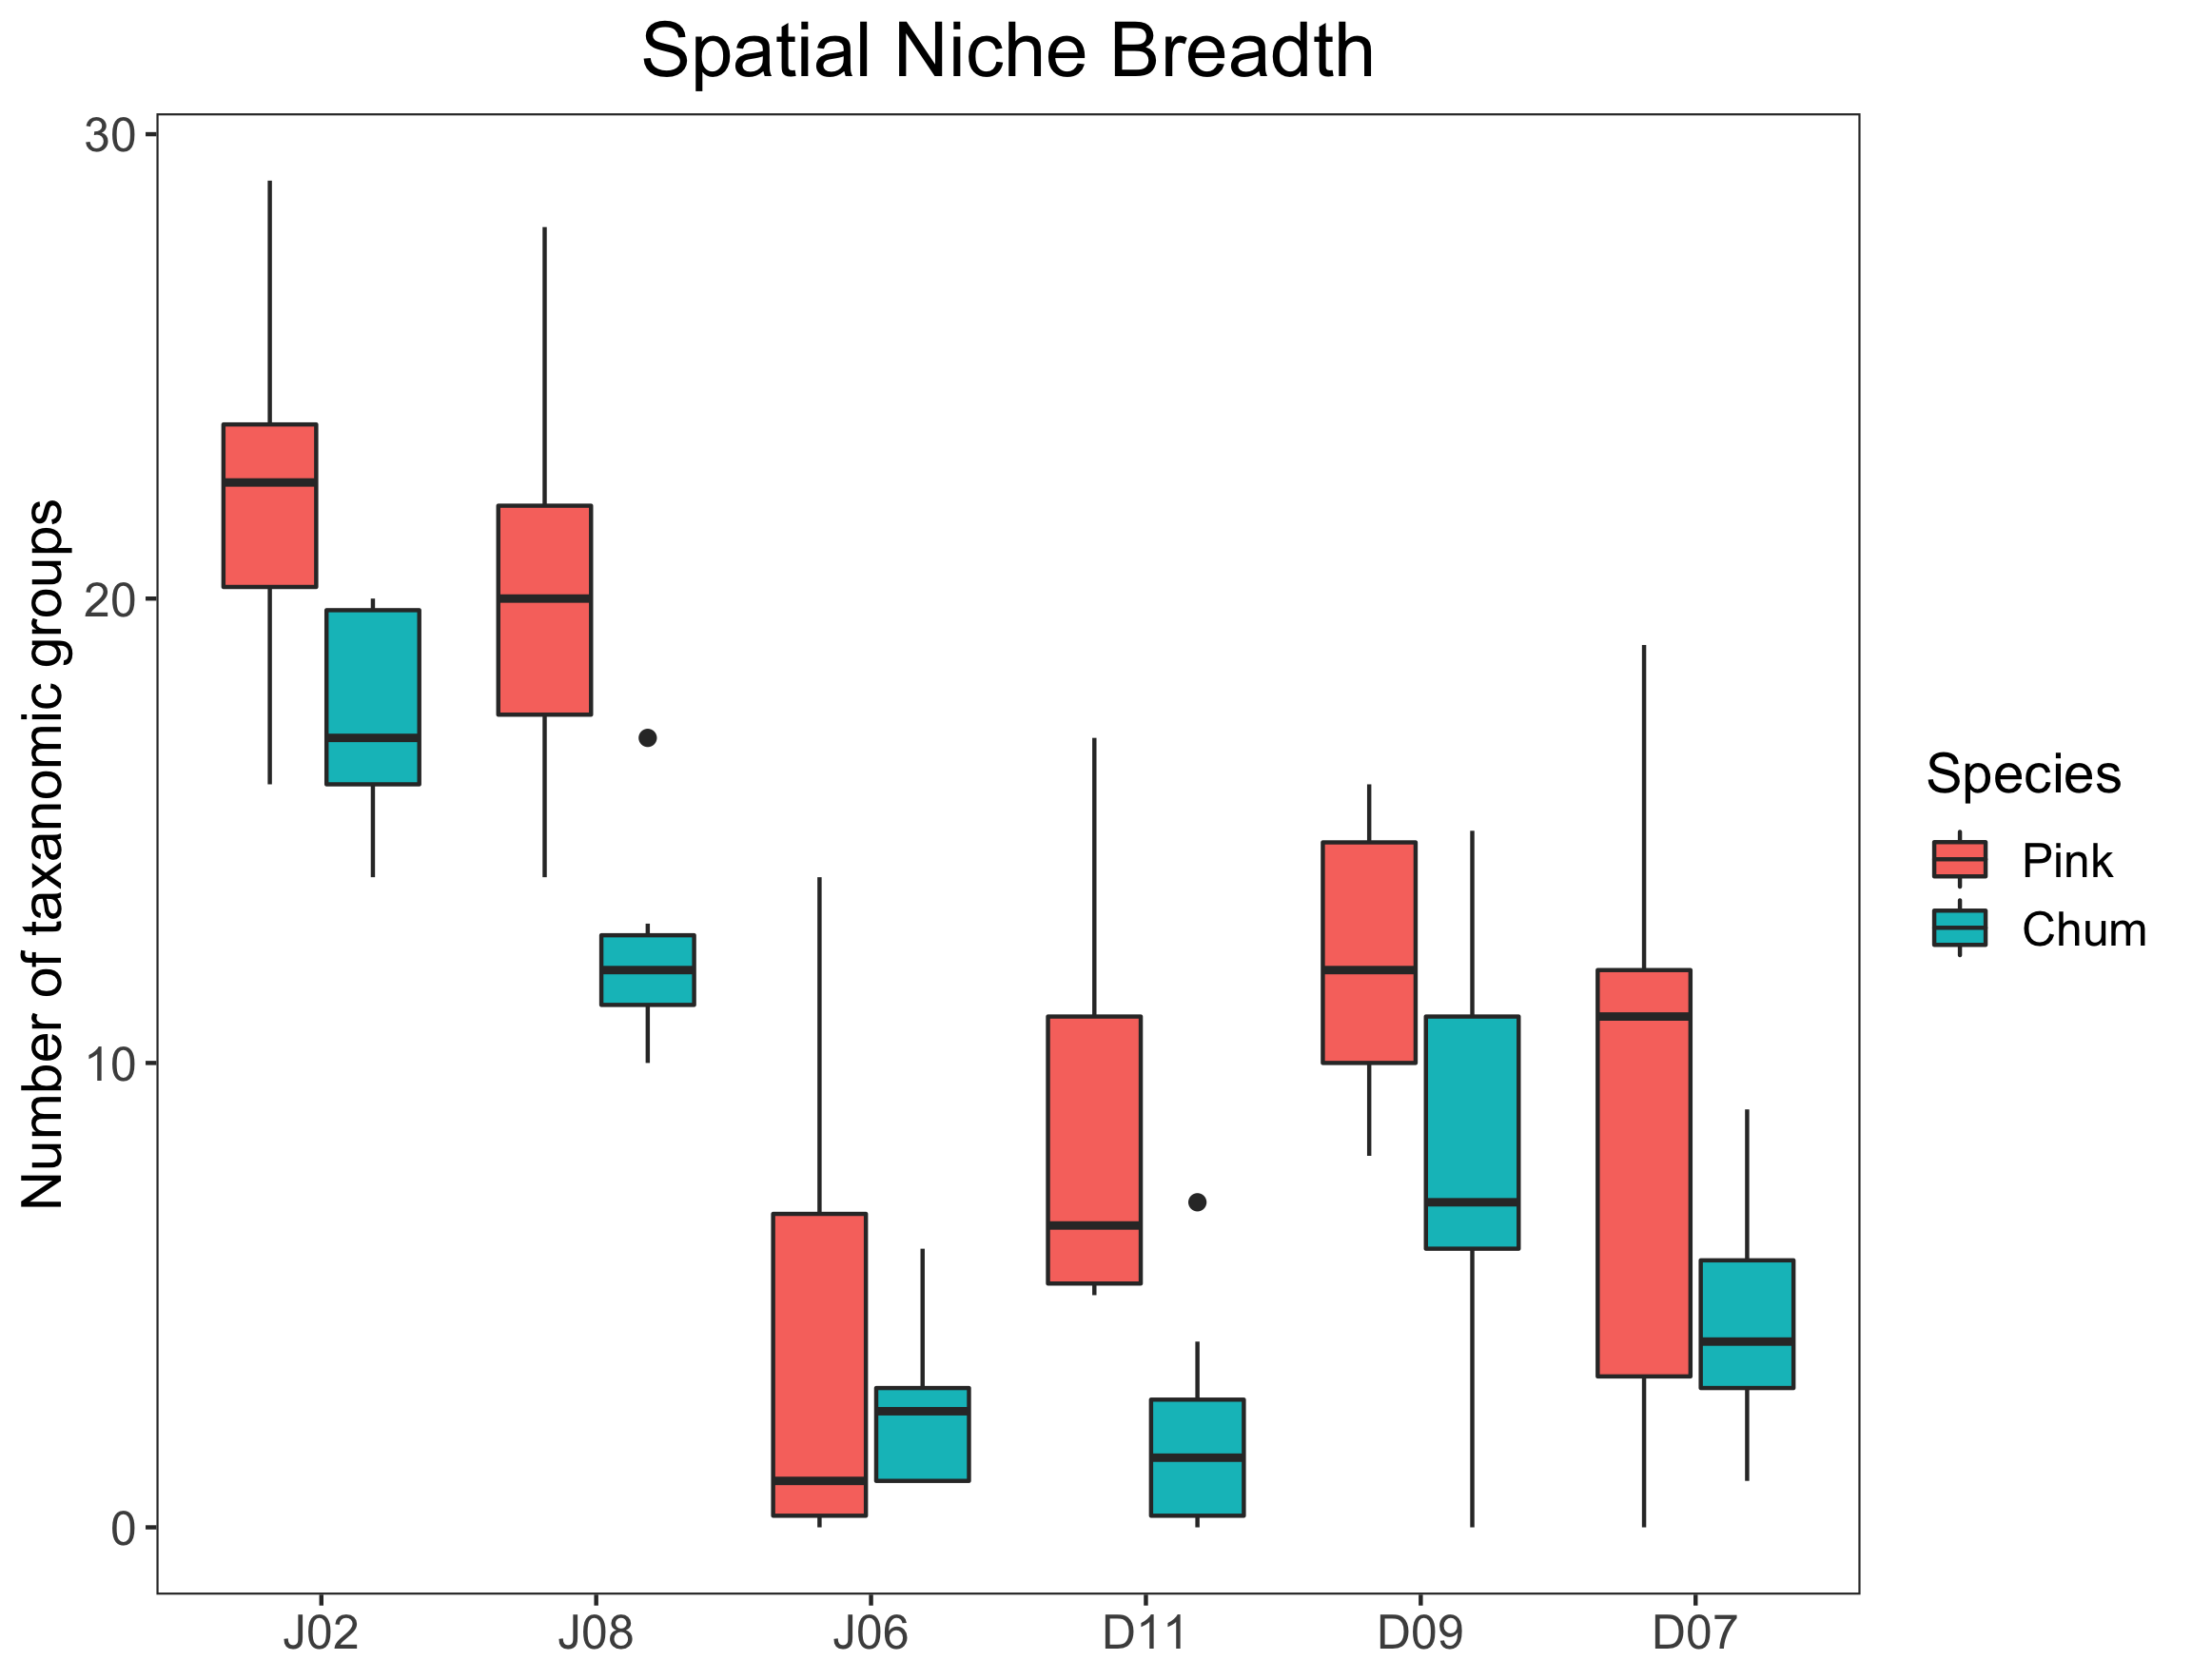 Spatial Niche Breadth
Number of taxanomic groups
30
20
10
0
J02 J08 J06 D11 D09 D07
Species
Pink
Chum